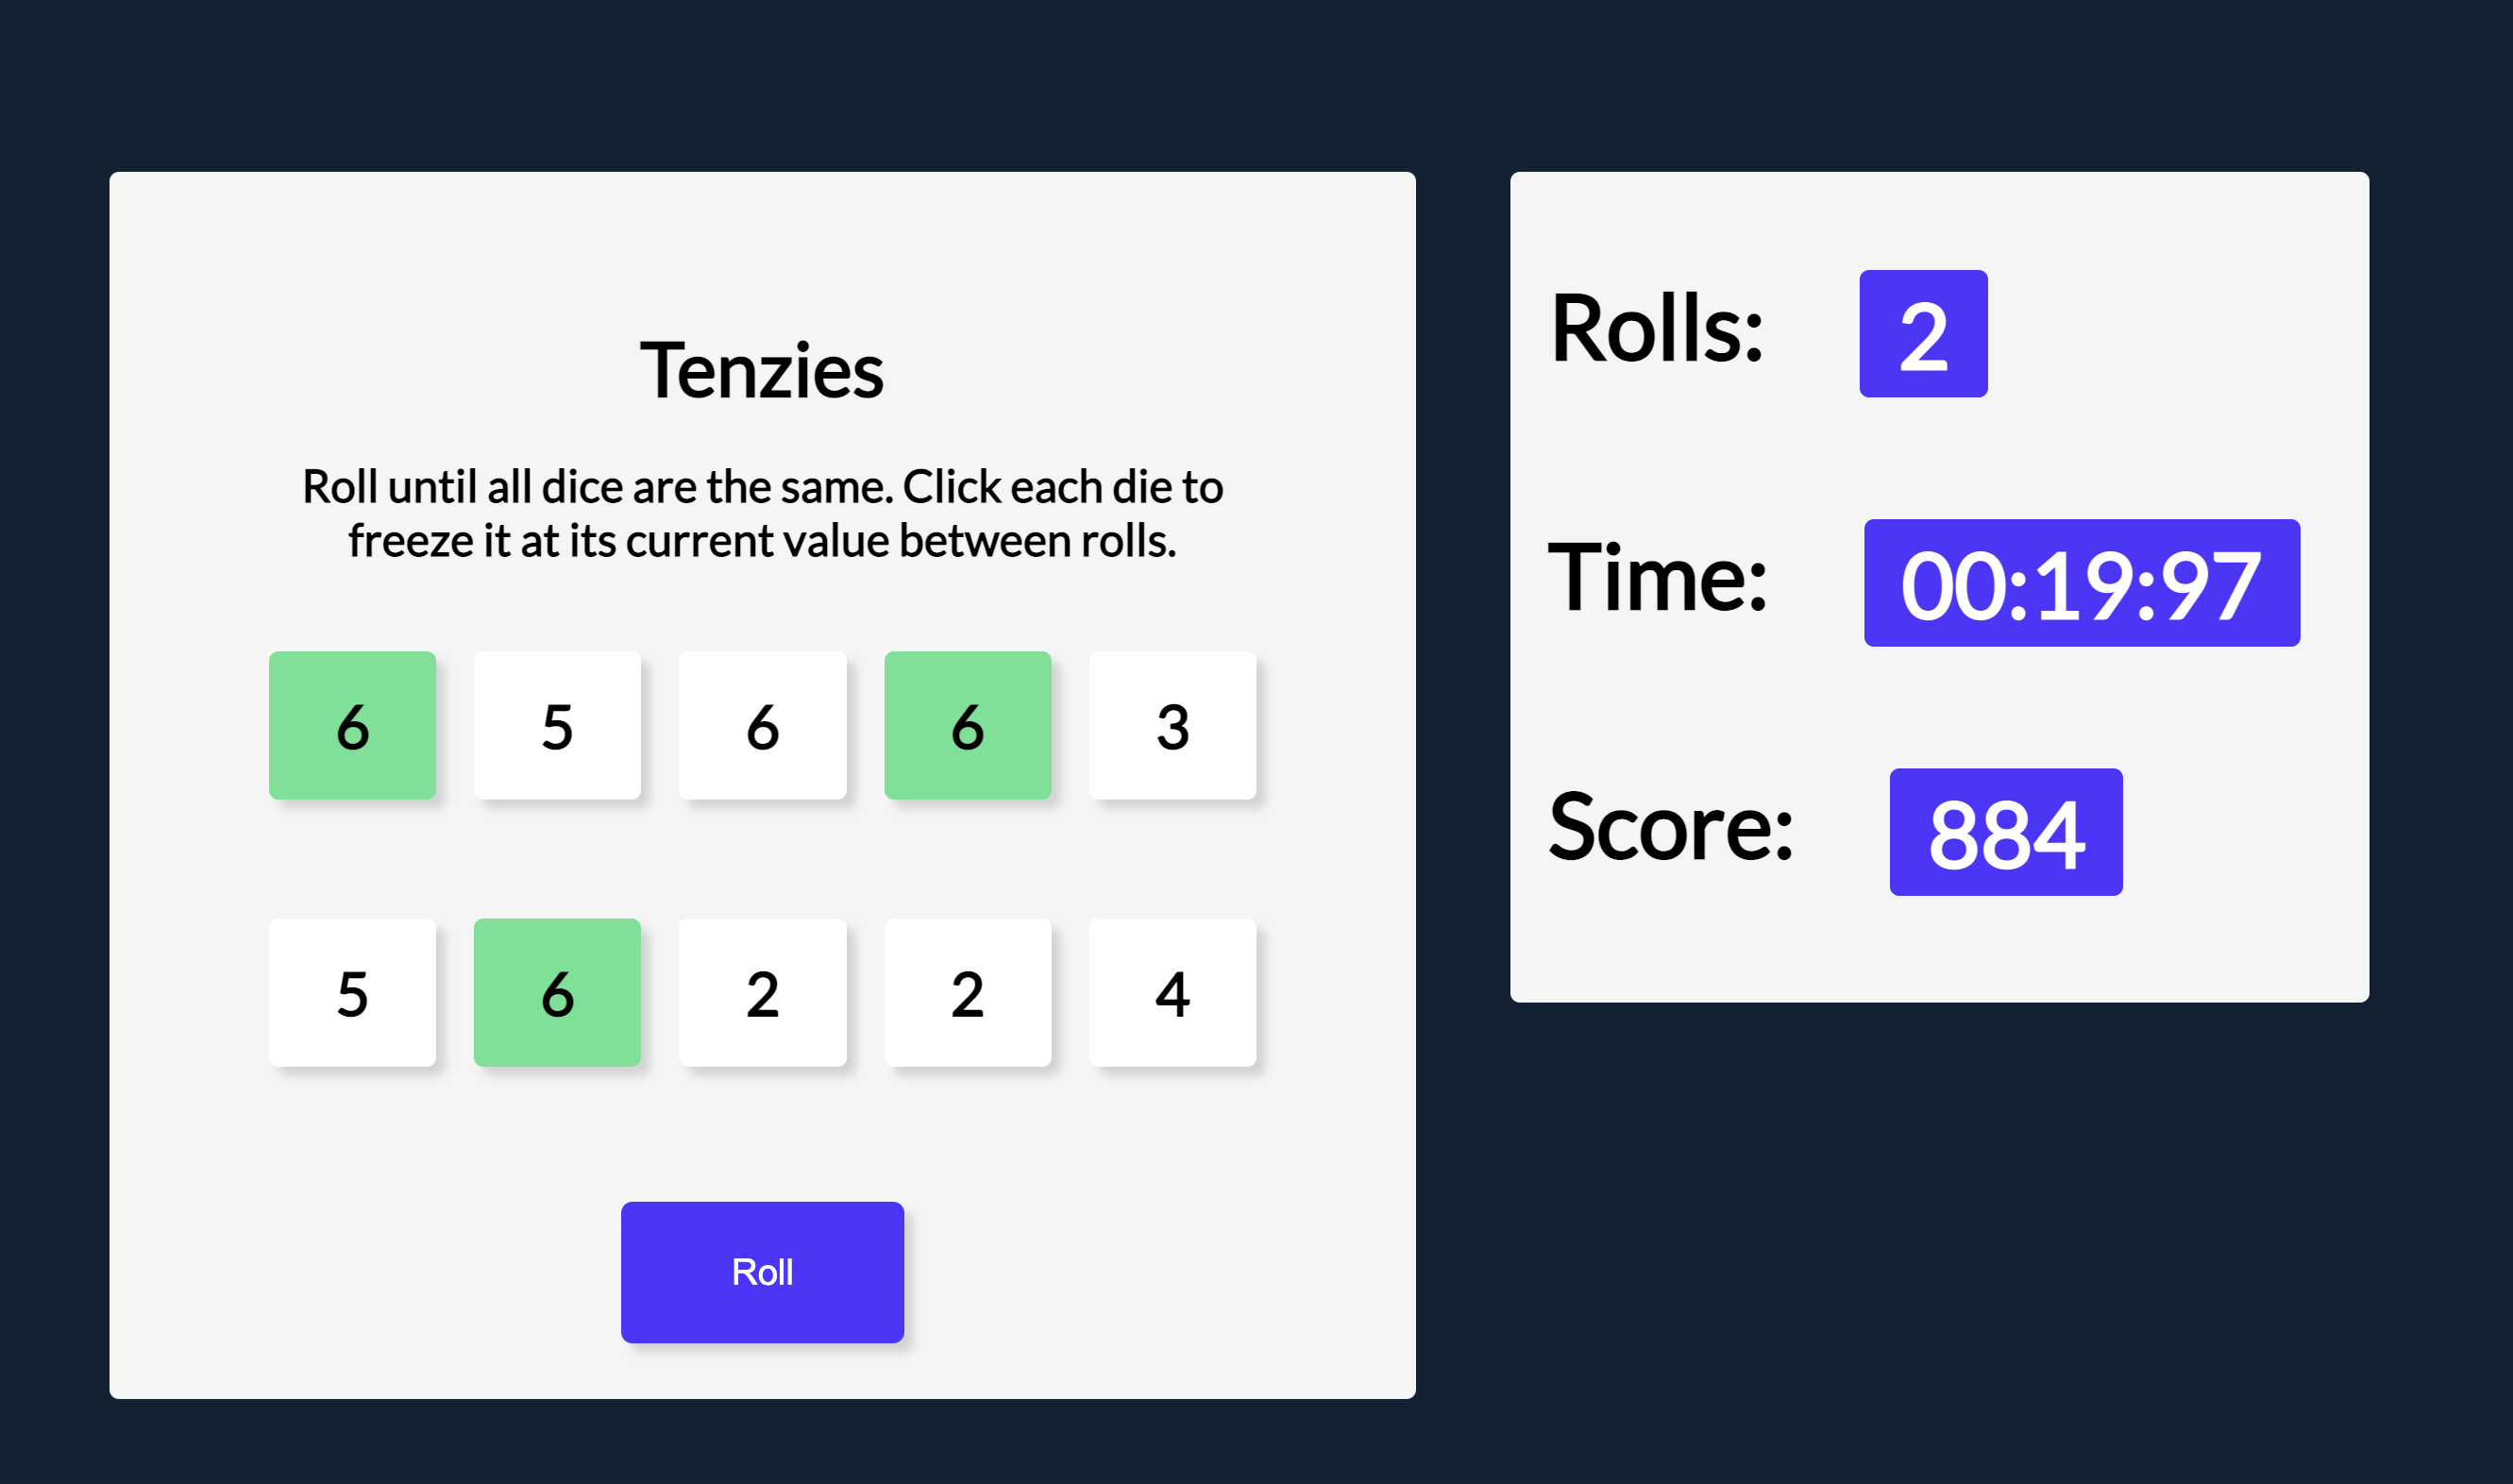 Tenzies
Roll until all dice are the same. Click each die to
freeze it at its current value between rolls.
6 5 6 6 3
5 6 2 2 4
Roll
Rolls: 2
Time: 00:19:97
Score: 884